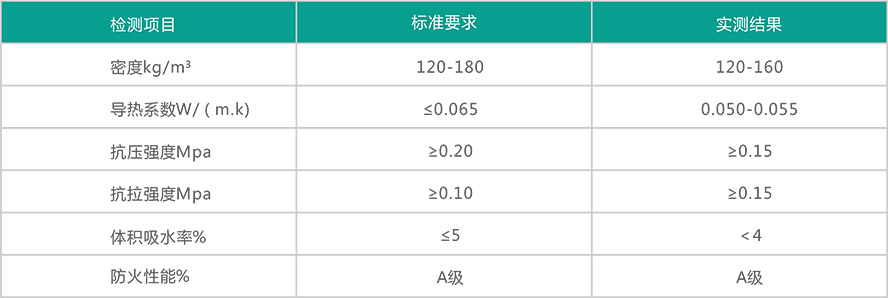 检测项目 标准要求 实测结果
密度kg/m³ 120-180 120-160
导热系数W/ ( m.k) ≤0.065 0.050-0.055
抗压强度Mpa ≥0.20 ≥0.15
抗拉强度Mpa ≥0.10 ≥0.15
体积吸水率% ≤5 <4
防火性能% A级 A级